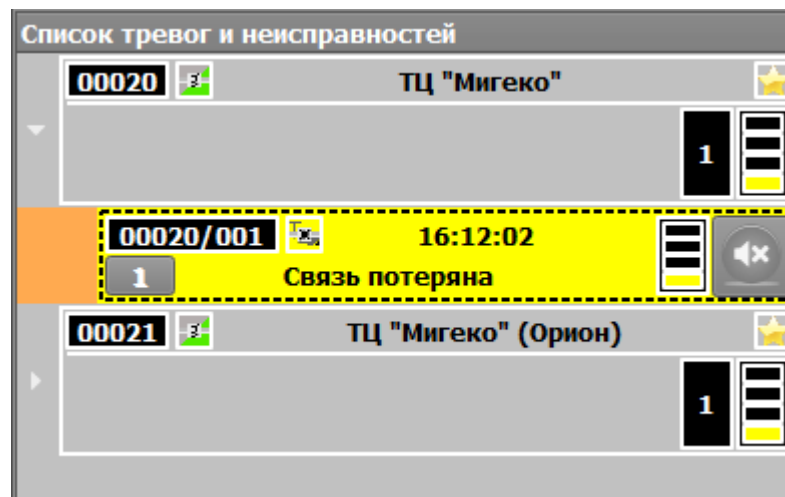 Список тревог и неисправностей
00020 ТЦ "Мигеко"
1
00020/001 16:12:02
1 Связь потеряна
00021 ТЦ "Мигеко" (Орион)
1